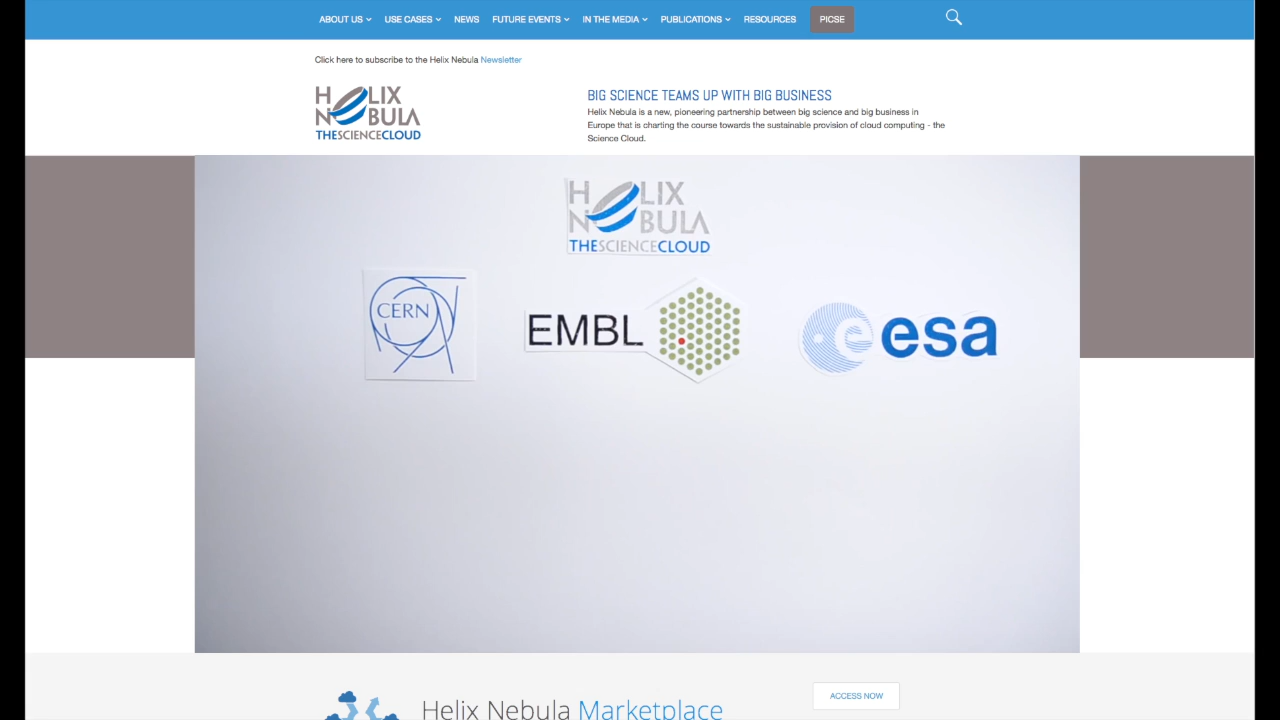 ABOUT US USE CASES NEWS FUTURE EVENTS IN THE MEDIA PUBLICATIONS RESOURCES PICSE
Click here to subscribe to the Helix Nebula Newsletter
HELIX
NEBULA
THESCIENCECLOUD
BIG SCIENCE TEAMS UP WITH BIG BUSINESS
Helix Nebula is a new, pioneering partnership between big science and big business in
Europe that is charting the course towards the sustainable provision of cloud computing - the
Science Cloud.
HELIX
NEBULA
THESCIENCECLOUD
CERN
EMBL
esa
Helix Nebula Marketplace
ACCESS NOW